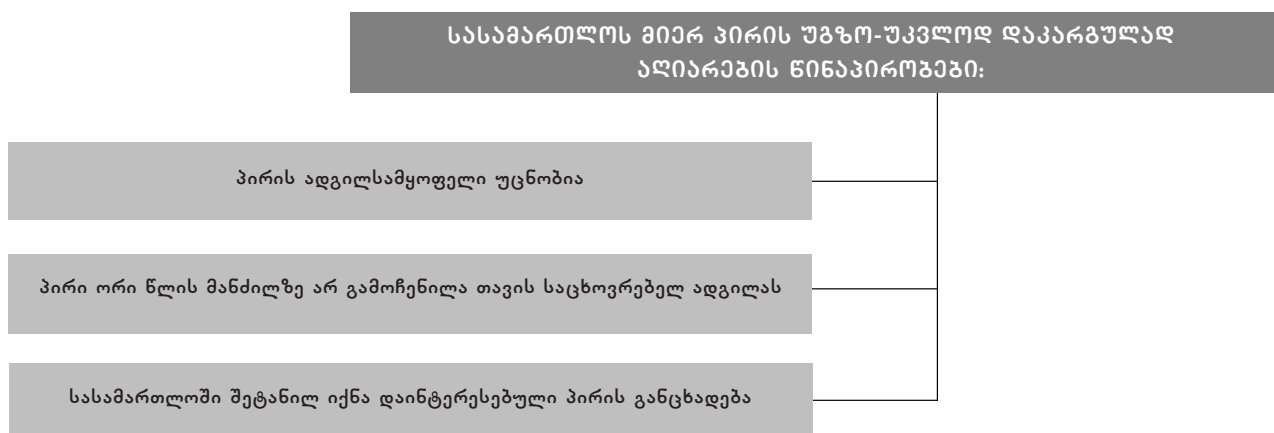 სასამართლოს მიერ პირის უგზო-უკვლოდ დაკარგულად
აღიარების წინაპირობები:
პირის ადგილსამყოფელი უცნობია
პირი ორი წლის მანძილზე არ გამოჩენილა თავის საცხოვრებელ ადგილას
სასამართლოში შეტანილ იქნა დაინტერესებული პირის განცხადება